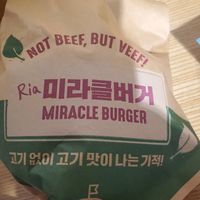 NOT BEEF, BUT VEEF!
Ria 미라클버거
MIRACLE BURGER
고기 없이 고기 맛이 나는 기적!